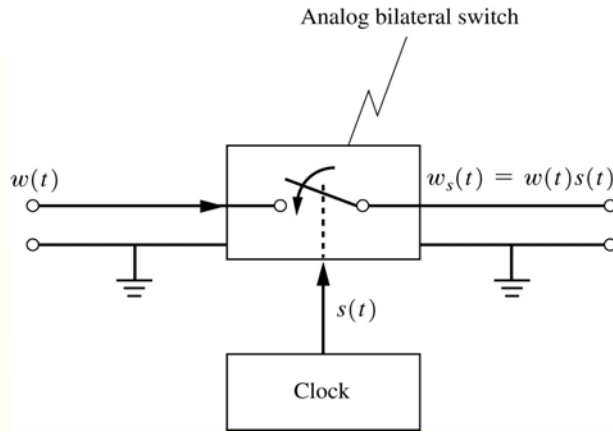 Analog bilateral switch
w(t)
w_s(t) = w(t)s(t)
s(t)
Clock